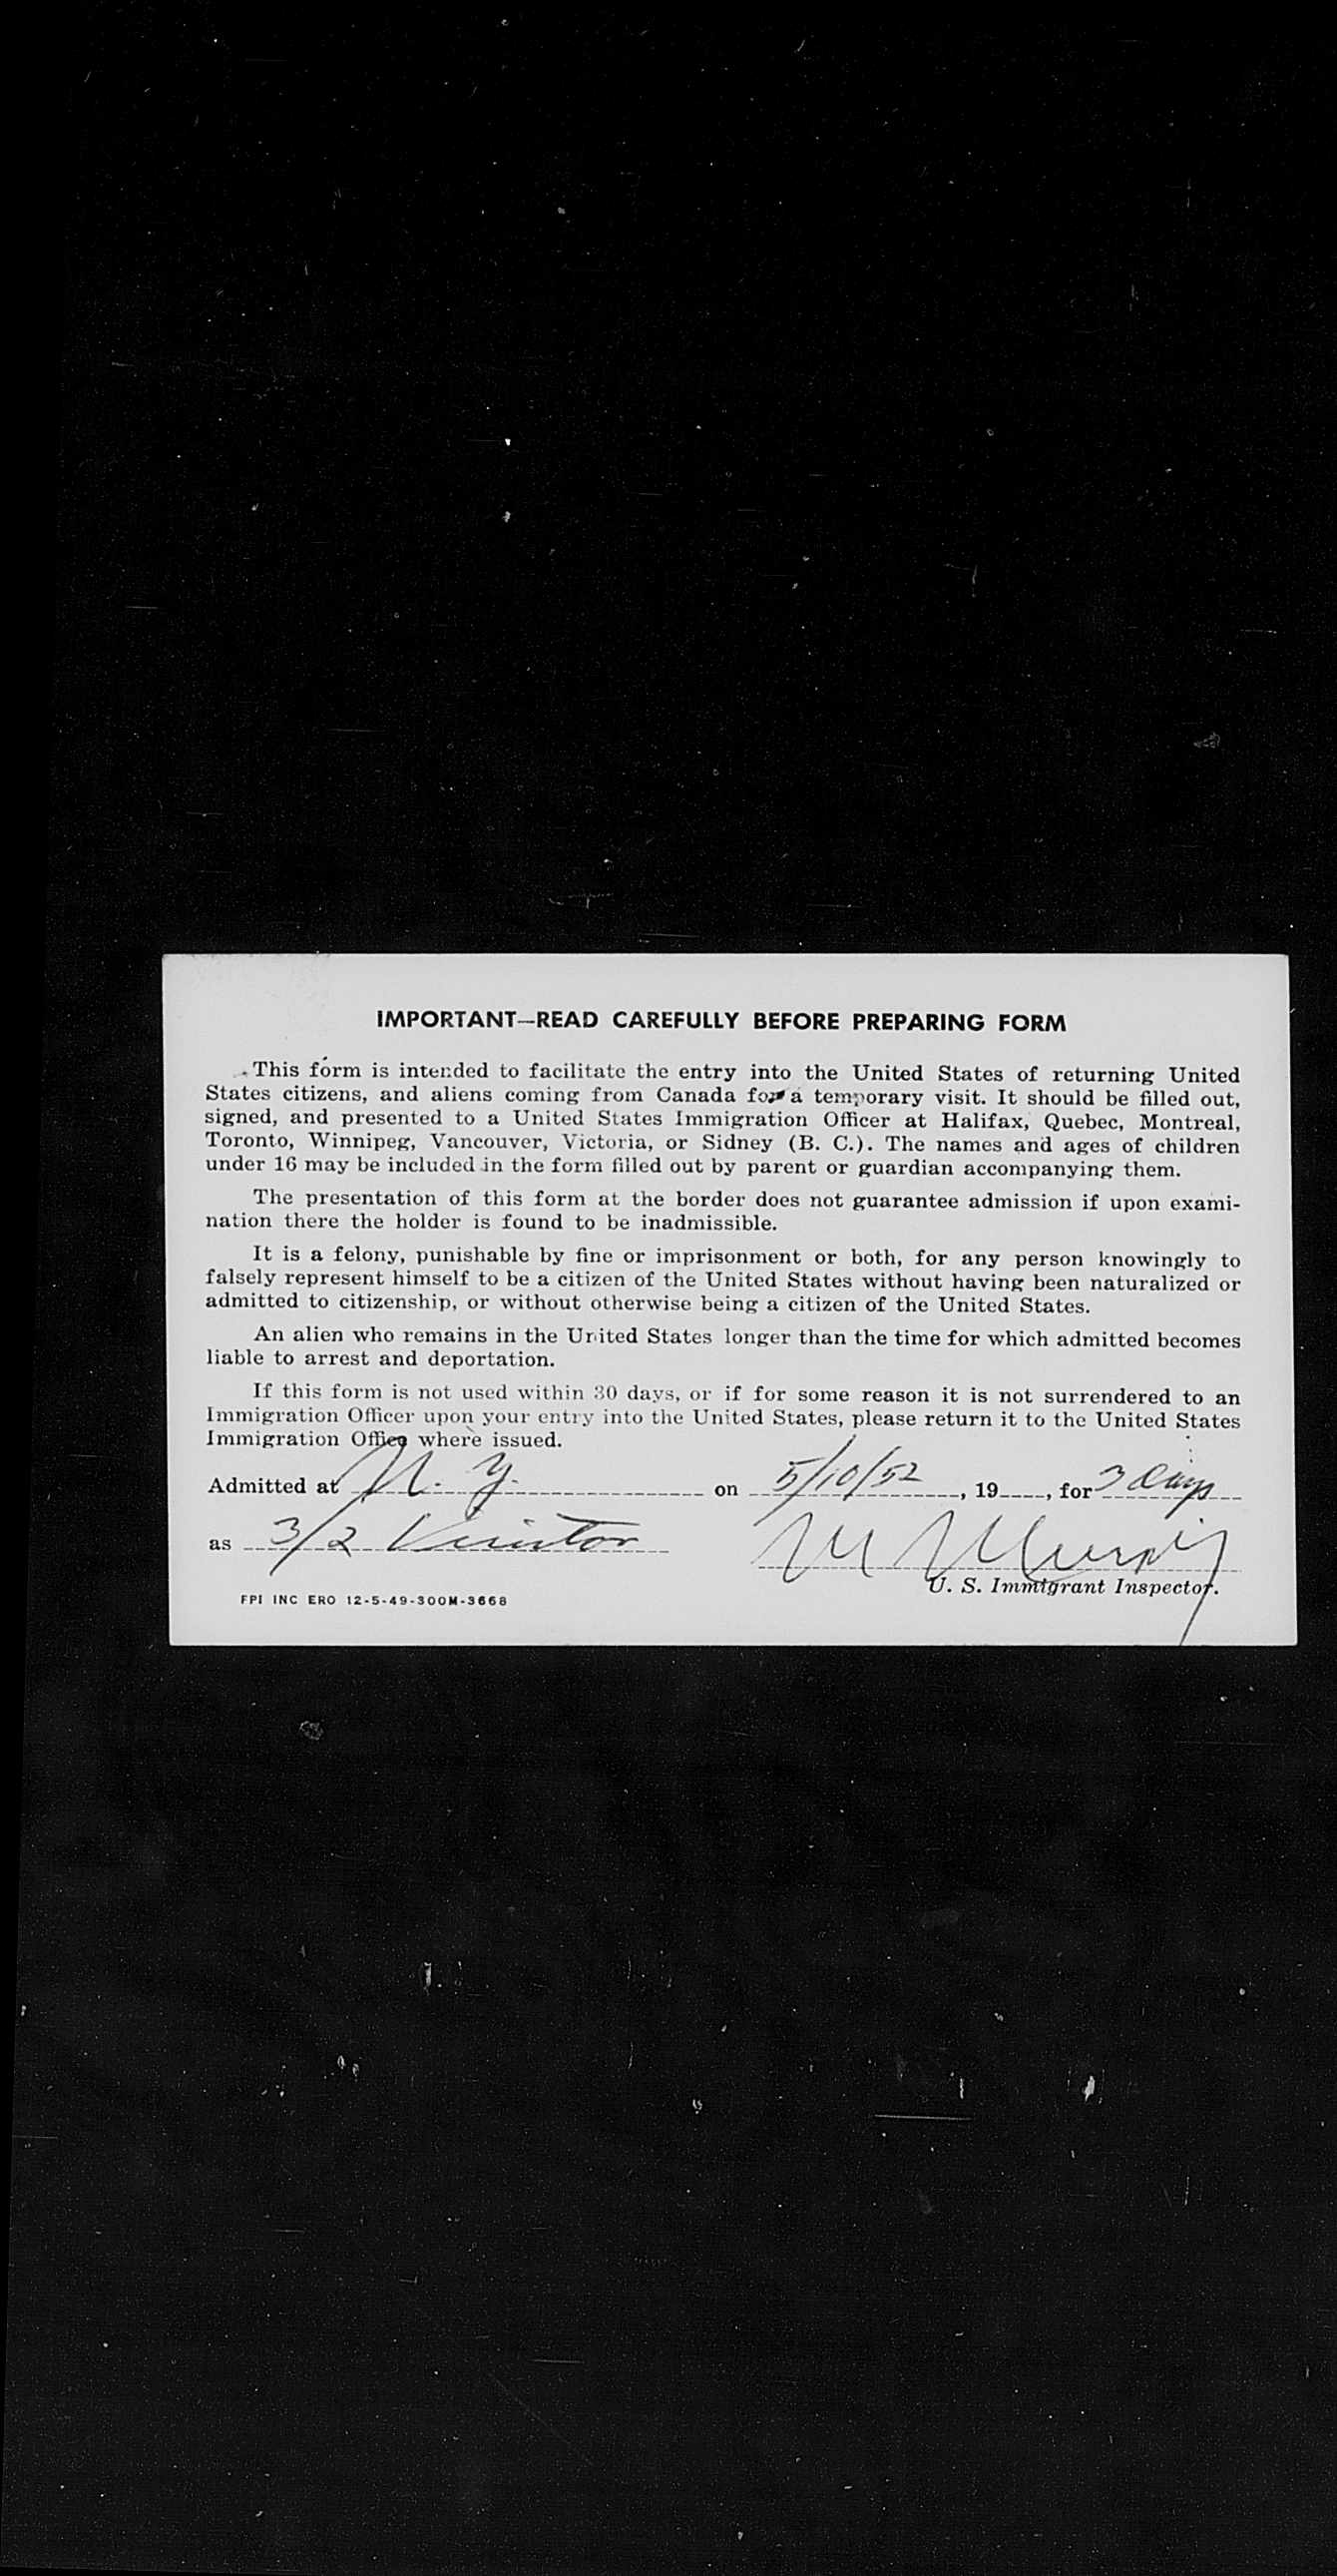 IMPORTANT—READ CAREFULLY BEFORE PREPARING FORM
This form is intended to facilitate the entry into the United States of returning United
States citizens, and aliens coming from Canada for a temporary visit. It should be filled out,
signed, and presented to a United States Immigration Officer at Halifax, Quebec, Montreal,
Toronto, Winnipeg, Vancouver, Victoria, or Sidney (B. C.). The names and ages of children
under 16 may be included in the form filled out by parent or guardian accompanying them.
The presentation of this form at the border does not guarantee admission if upon exami-
nation there the holder is found to be inadmissible.
It is a felony, punishable by fine or imprisonment or both, for any person knowingly to
falsely represent himself to be a citizen of the United States without having been naturalized or
admitted to citizenship, or without otherwise being a citizen of the United States.
An alien who remains in the United States longer than the time for which admitted becomes
liable to arrest and deportation.
If this form is not used within 30 days, or if for some reason it is not surrendered to an
Immigration Officer upon your entry into the United States, please return it to the United States
Immigration Office where issued.
Admitted at N. Y. on 5/10/52, 19----, for 3 Days
as 3/2 Visitor M Murphy
U. S. Immigrant Inspector.
FPI INC ERO 12-5-49-300M-3668